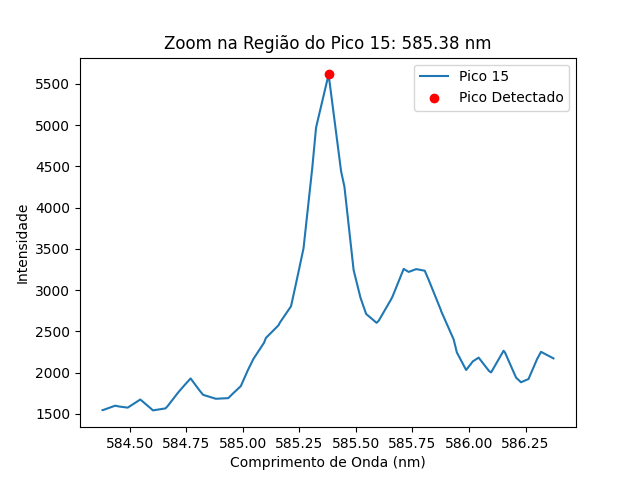 Zoom na Região do Pico 15: 585.38 nm
Pico 15
Pico Detectado
Intensidade
5500
5000
4500
4000
3500
3000
2500
2000
1500
584.50 584.75 585.00 585.25 585.50 585.75 586.00 586.25
Comprimento de Onda (nm)